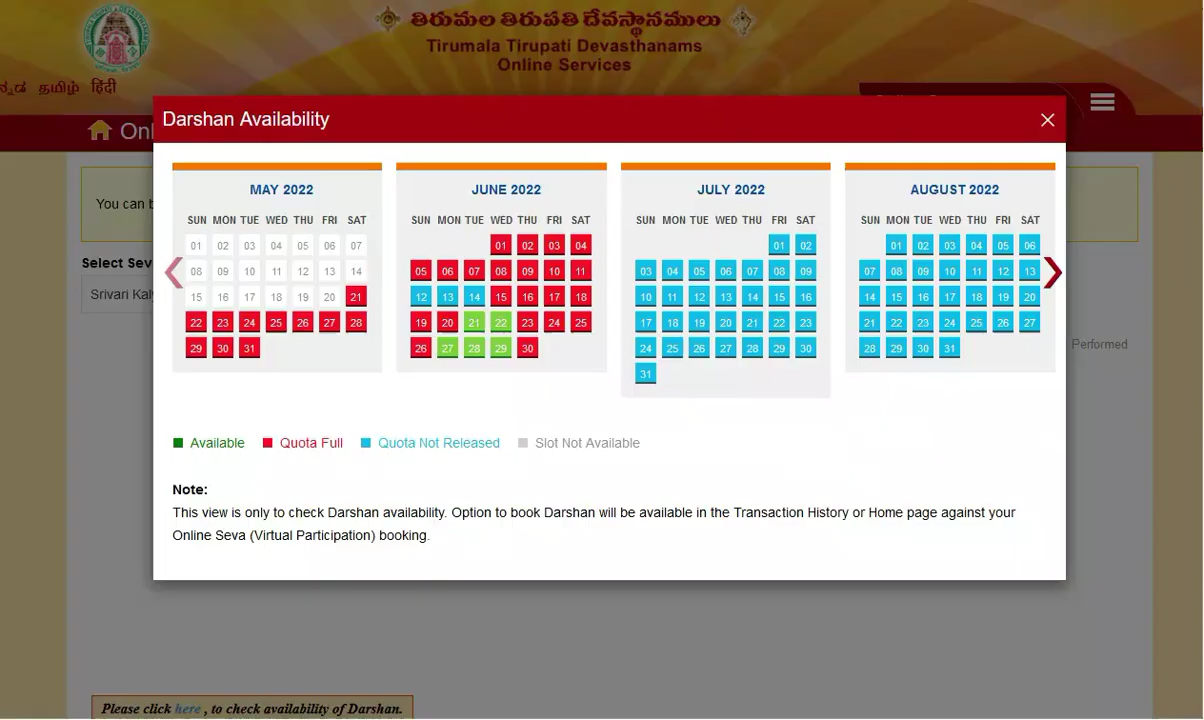 తిరుమల తిరుపతి దేవస్థానములు
Tirumala Tirupati Devasthanams
Online Services
ಕನ್ನಡ தமிழ் हिंदी
Darshan Availability
You can
Select Sev
Srivari Kal
Performed
MAY 2022
SUN MON TUE WED THU FRI SAT
01 02 03 04 05 06 07
08 09 10 11 12 13 14
15 16 17 18 19 20 21
22 23 24 25 26 27 28
29 30 31
JUNE 2022
SUN MON TUE WED THU FRI SAT
01 02 03 04
05 06 07 08 09 10 11
12 13 14 15 16 17 18
19 20 21 22 23 24 25
26 27 28 29 30
JULY 2022
SUN MON TUE WED THU FRI SAT
01 02
03 04 05 06 07 08 09
10 11 12 13 14 15 16
17 18 19 20 21 22 23
24 25 26 27 28 29 30
31
AUGUST 2022
SUN MON TUE WED THU FRI SAT
01 02 03 04 05 06
07 08 09 10 11 12 13
14 15 16 17 18 19 20
21 22 23 24 25 26 27
28 29 30 31
Available Quota Full Quota Not Released Slot Not Available
Note:
This view is only to check Darshan availability. Option to book Darshan will be available in the Transaction History or Home page against your
Online Seva (Virtual Participation) booking.
Please click here , to check availability of Darshan.